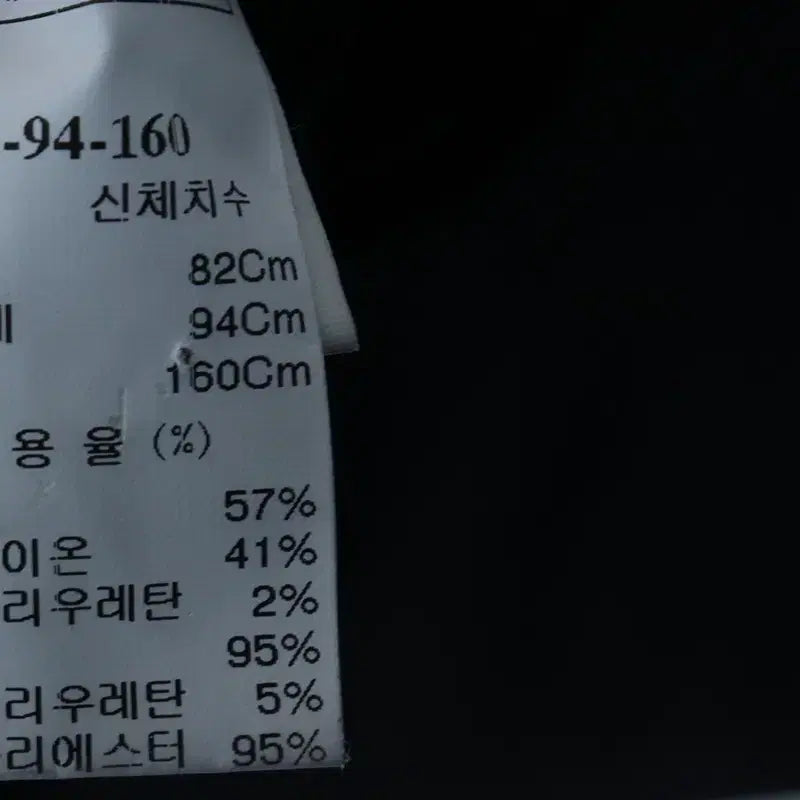 -94-160
신체치수
82Cm
94Cm
160Cm
용 율 (%)
57%
이온 41%
리우레탄 2%
95%
리우레탄 5%
리에스터 95%